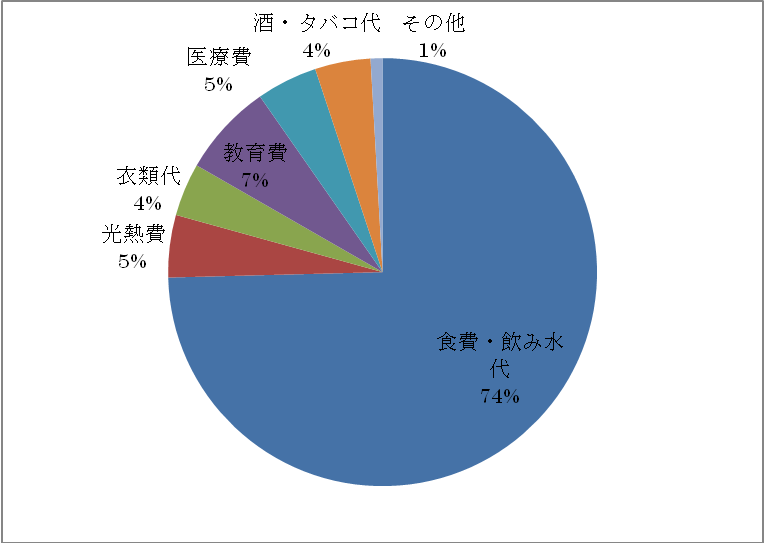 酒・タバコ代
4%
その他
1%
医療費
5%
教育費
7%
衣類代
4%
光熱費
5%
食費・飲み水
代
74%